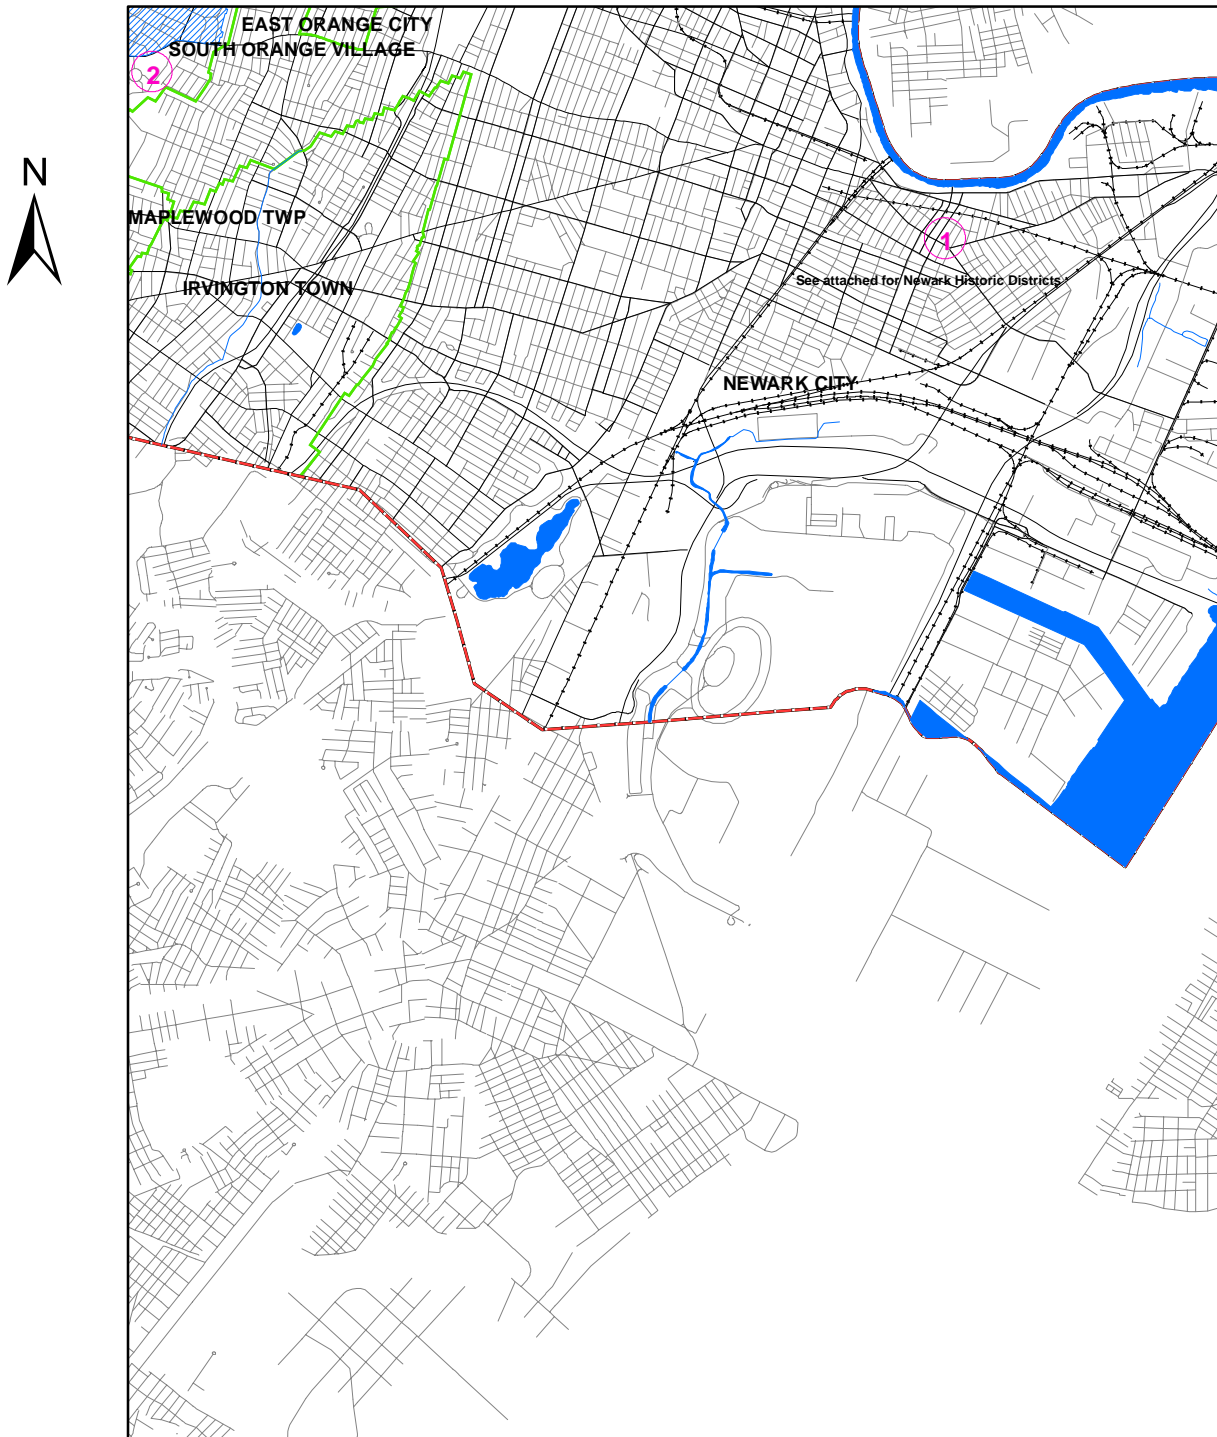 EAST ORANGE CITY
SOUTH ORANGE VILLAGE
2
N
MAPLEWOOD TWP
1
See attached for Newark Historic Districts
IRVINGTON TOWN
NEWARK CITY